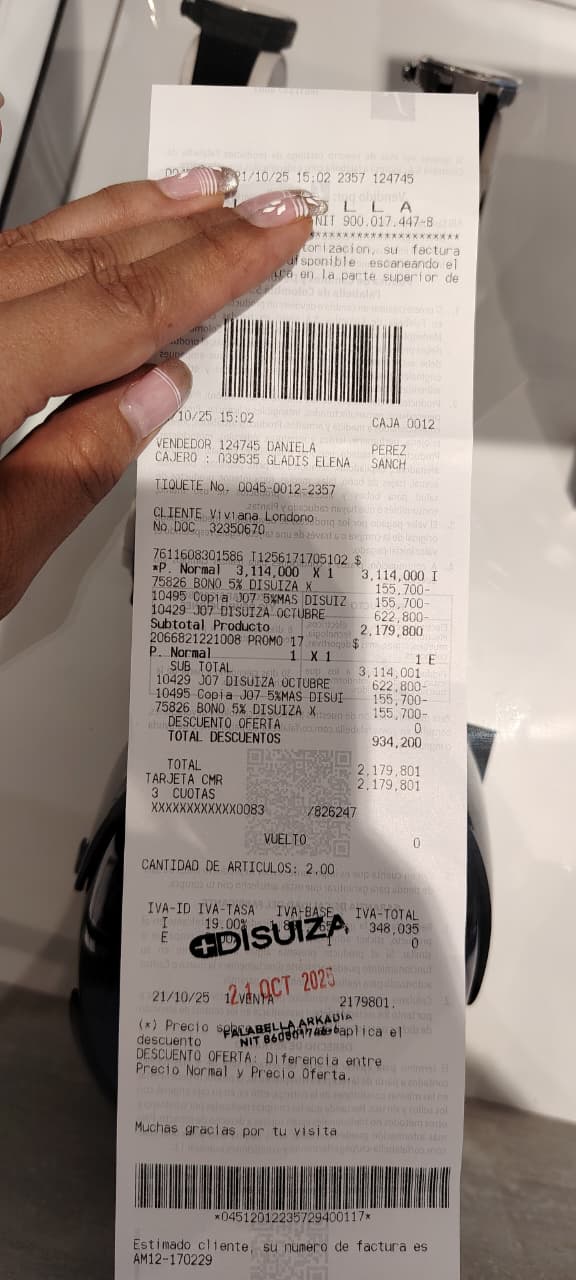 21/10/25 15:02 2357 124745
L L A
NIT 900.017.447-8
****************
su factura
disponible escaneando el
en la parte superior de
/10/25 15:02 CAJA 0012
VENDEDOR 124745 DANIELA PEREZ
CAJERO : 039535 GLADIS ELENA SANCH
TIQUETE No. 0045-0012-2357
CLIENTE Viviana Londono
No DOC 32350670
7611608301586 I1256171705102 $
*P. Normal 3,114,000 X 1 3,114,000 I
75826 BONO 5% DISUIZA X 155,700-
10495 Copia J07 5%MAS DISUIZ 155,700-
10429 J07 DISUIZA OCTUBRE 622,800-
Subtotal Producto 2,179,800
2066821221008 PROMO 17 $
P. Normal 1 X 1 1 E
SUB TOTAL 3,114,001
10429 J07 DISUIZA OCTUBRE 622,800-
10495 Copia J07 5%MAS DISUI 155,700-
75826 BONO 5% DISUIZA X 155,700-
DESCUENTO OFERTA 0
TOTAL DESCUENTOS 934,200
TOTAL 2,179,801
TARJETA CMR 2,179,801
3 CUOTAS
XXXXXXXXXXXX0083 /826247
VUELTO 0
CANTIDAD DE ARTICULOS: 2.00
IVA-ID IVA-TASA IVA-BASE IVA-TOTAL
I 19.00% 348,035
E 0
DISUIZA
21 OCT 2025
21/10/25 VENTA 2179801.
FALABELLA ARKADIA
(*) Precio aplica el
descuento
DESCUENTO OFERTA: Diferencia entre
Precio Normal y Precio Oferta.
Muchas gracias por tu visita
*04512012235729400117*
Estimado cliente, su numero de factura es
AM12-170229